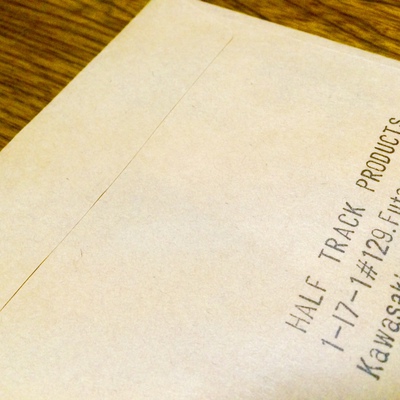 HALF TRACK PRODUCTS
1-17-1#129.Futa
Kawasaki